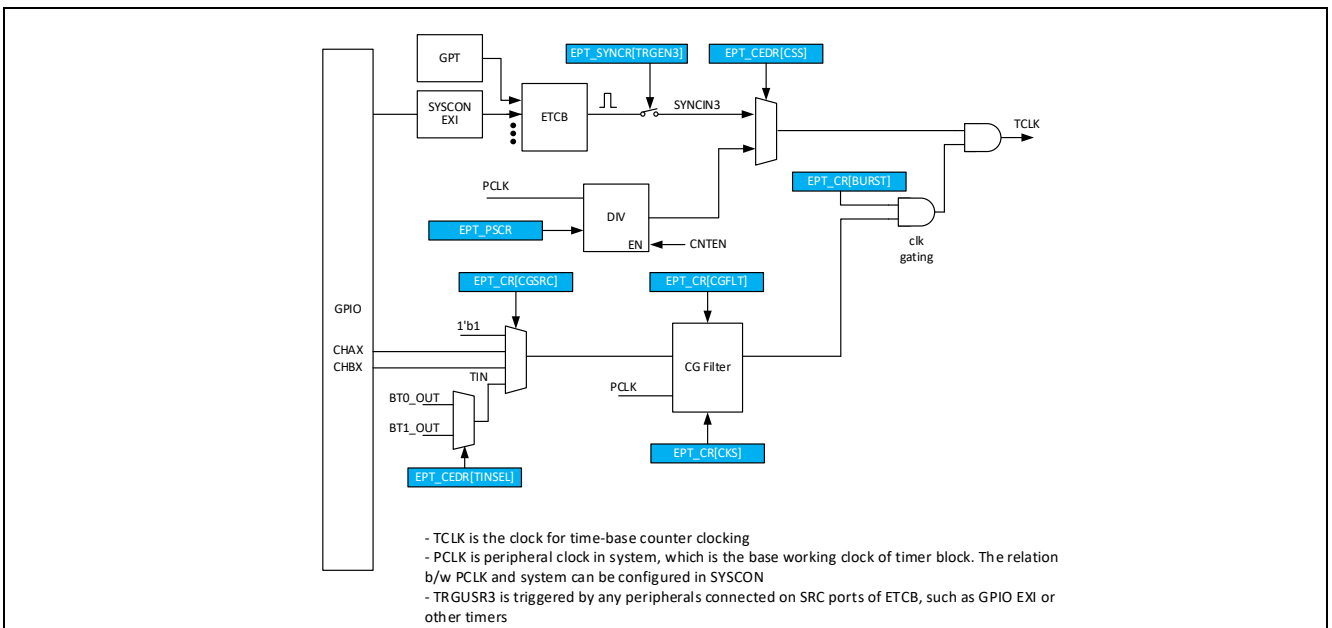 EPT_SYNCR[TRGEN3]
EPT_CEDR[CSS]
GPT
SYSCON
EXI
ETCB
SYNCIN3
TCLK
EPT_CR[BURST]
PCLK
DIV
EPT_PSCR
EN
CNTEN
clk
gating
EPT_CR[CGSRC]
EPT_CR[CGFLT]
GPIO
1'b1
CHAX
CHBX
TIN
CG Filter
PCLK
BT0_OUT
BT1_OUT
EPT_CR[CKS]
EPT_CEDR[TINSEL]
- TCLK is the clock for time-base counter clocking
- PCLK is peripheral clock in system, which is the base working clock of timer block. The relation
b/w PCLK and system can be configured in SYSCON
- TRGUSR3 is triggered by any peripherals connected on SRC ports of ETCB, such as GPIO EXI or
other timers